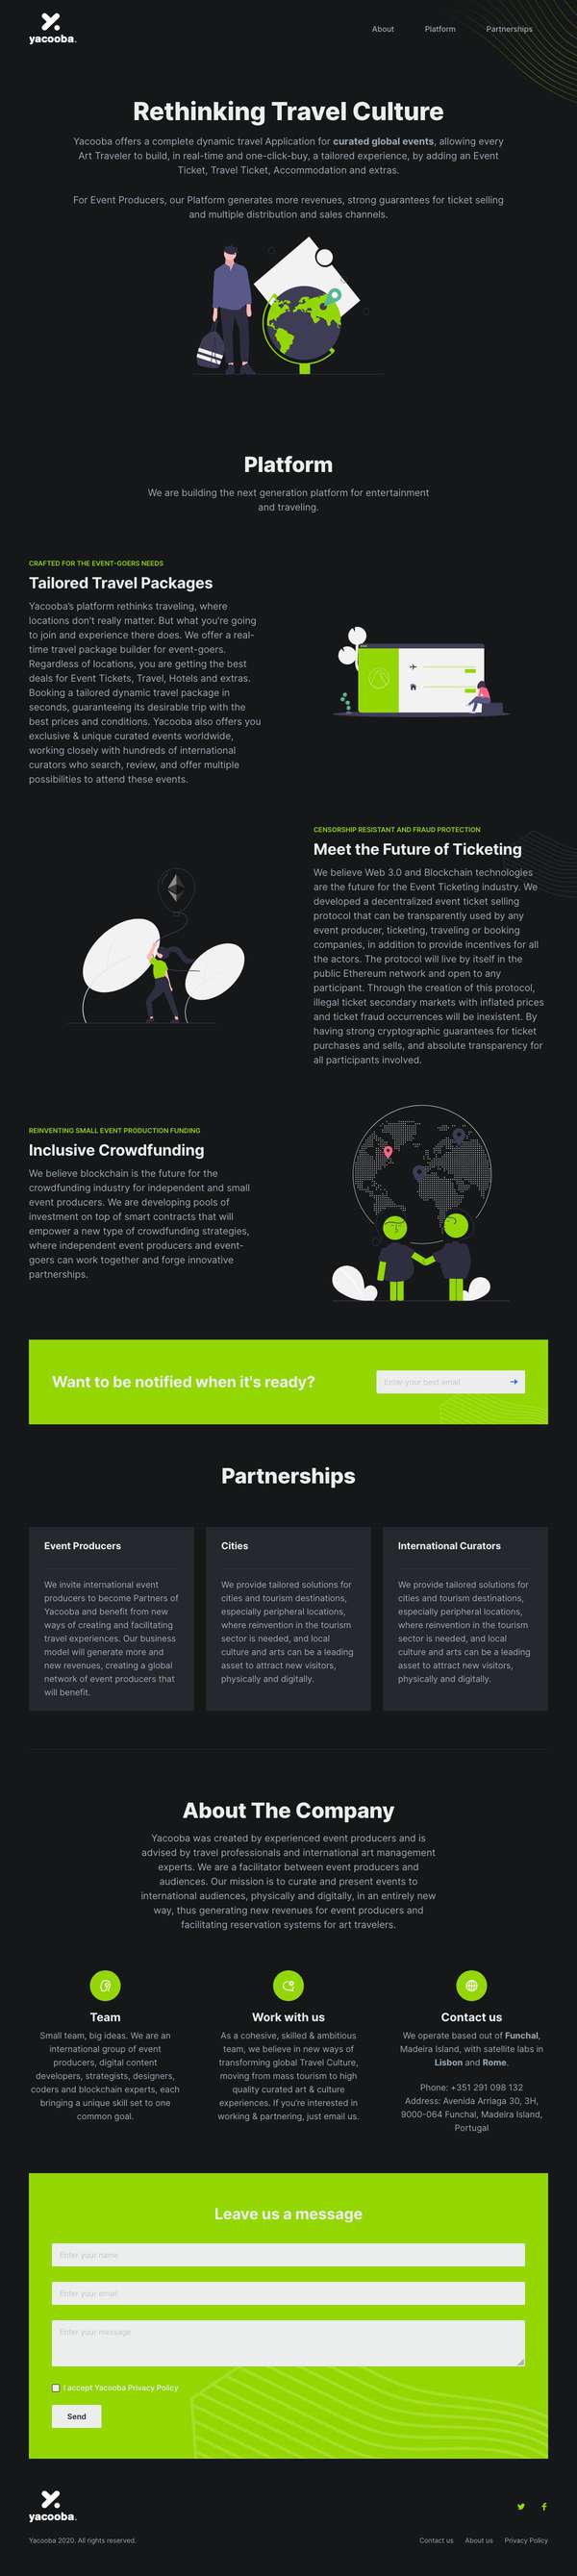 yacooba.
About Platform Partnerships
Rethinking Travel Culture
Yacooba offers a complete dynamic travel Application for curated global events, allowing every
Art Traveler to build, in real-time and one-click-buy, a tailored experience, by adding an Event
Ticket, Travel Ticket, Accommodation and extras.
For Event Producers, our Platform generates more revenues, strong guarantees for ticket selling
and multiple distribution and sales channels.
Platform
We are building the next generation platform for entertainment
and traveling.
CRAFTED FOR THE EVENT-GOERS NEEDS
Tailored Travel Packages
Yacooba's platform rethinks traveling, where
locations don't really matter. But what you're going
to join and experience there does. We offer a real-
time travel package builder for event-goers.
Regardless of locations, you are getting the best
deals for Event Tickets, Travel, Hotels and extras.
Booking a tailored dynamic travel package in
seconds, guaranteeing its desirable trip with the
best prices and conditions. Yacooba also offers you
exclusive & unique curated events worldwide,
working closely with hundreds of international
curators who search, review, and offer multiple
possibilities to attend these events.
CENSORSHIP RESISTANT AND FRAUD PROTECTION
Meet the Future of Ticketing
We believe Web 3.0 and Blockchain technologies
are the future for the Event Ticketing industry. We
developed a decentralized event ticket selling
protocol that can be transparently used by any
event producer, ticketing, traveling or booking
companies, in addition to provide incentives for all
the actors. The protocol will live by itself in the
public Ethereum network and open to any
participant. Through the creation of this protocol,
illegal ticket secondary markets with inflated prices
and ticket fraud occurrences will be inexistent. By
having strong cryptographic guarantees for ticket
purchases and sells, and absolute transparency for
all participants involved.
REINVENTING SMALL EVENT PRODUCTION FUNDING
Inclusive Crowdfunding
We believe blockchain is the future for the
crowdfunding industry for independent and small
event producers. We are developing pools of
investment on top of smart contracts that will
empower a new type of crowdfunding strategies,
where independent event producers and event-
goers can work together and forge innovative
partnerships.
Want to be notified when it's ready?
Enter your best email
Partnerships
Event Producers
We invite international event
producers to become Partners of
Yacooba and benefit from new
ways of creating and facilitating
travel experiences. Our business
model will generate more and
new revenues, creating a global
network of event producers that
will benefit.
Cities
We provide tailored solutions for
cities and tourism destinations,
especially peripheral locations,
where reinvention in the tourism
sector is needed, and local
culture and arts can be a leading
asset to attract new visitors,
physically and digitally.
International Curators
We provide tailored solutions for
cities and tourism destinations,
especially peripheral locations,
where reinvention in the tourism
sector is needed, and local
culture and arts can be a leading
asset to attract new visitors,
physically and digitally.
About The Company
Yacooba was created by experienced event producers and is
advised by travel professionals and international art management
experts. We are a facilitator between event producers and
audiences. Our mission is to curate and present events to
international audiences, physically and digitally, in an entirely new
way, thus generating new revenues for event producers and
facilitating reservation systems for art travelers.
Team
Small team, big ideas. We are an
international group of event
producers, digital content
developers, strategists, designers,
coders and blockchain experts, each
bringing a unique skill set to one
common goal.
Work with us
As a cohesive, skilled & ambitious
team, we believe in new ways of
transforming global Travel Culture,
moving from mass tourism to high
quality curated art & culture
experiences. If you're interested in
working & partnering, just email us.
Contact us
We operate based out of Funchal,
Madeira Island, with satellite labs in
Lisbon and Rome.
Phone: +351 291 098 132
Address: Avenida Arriaga 30, 3H,
9000-064 Funchal, Madeira Island,
Portugal
Leave us a message
Enter your name
Enter your email
Enter your message
I accept Yacooba Privacy Policy
Send
yacooba.
Yacooba 2020. All rights reserved.
Contact us About us Privacy Policy